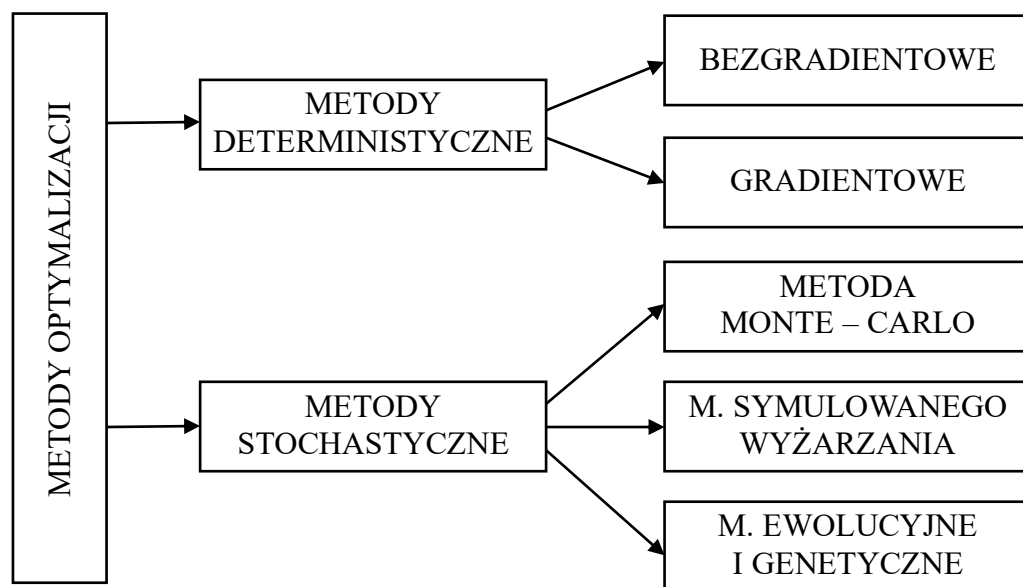 METODY OPTYMALIZACJI
METODY
DETERMINISTYCZNE
BEZGRADIENTOWE
GRADIENTOWE
METODY
STOCHASTYCZNE
METODA
MONTE – CARLO
M. SYMULOWANEGO
WYŻARZANIA
M. EWOLUCYJNE
I GENETYCZNE